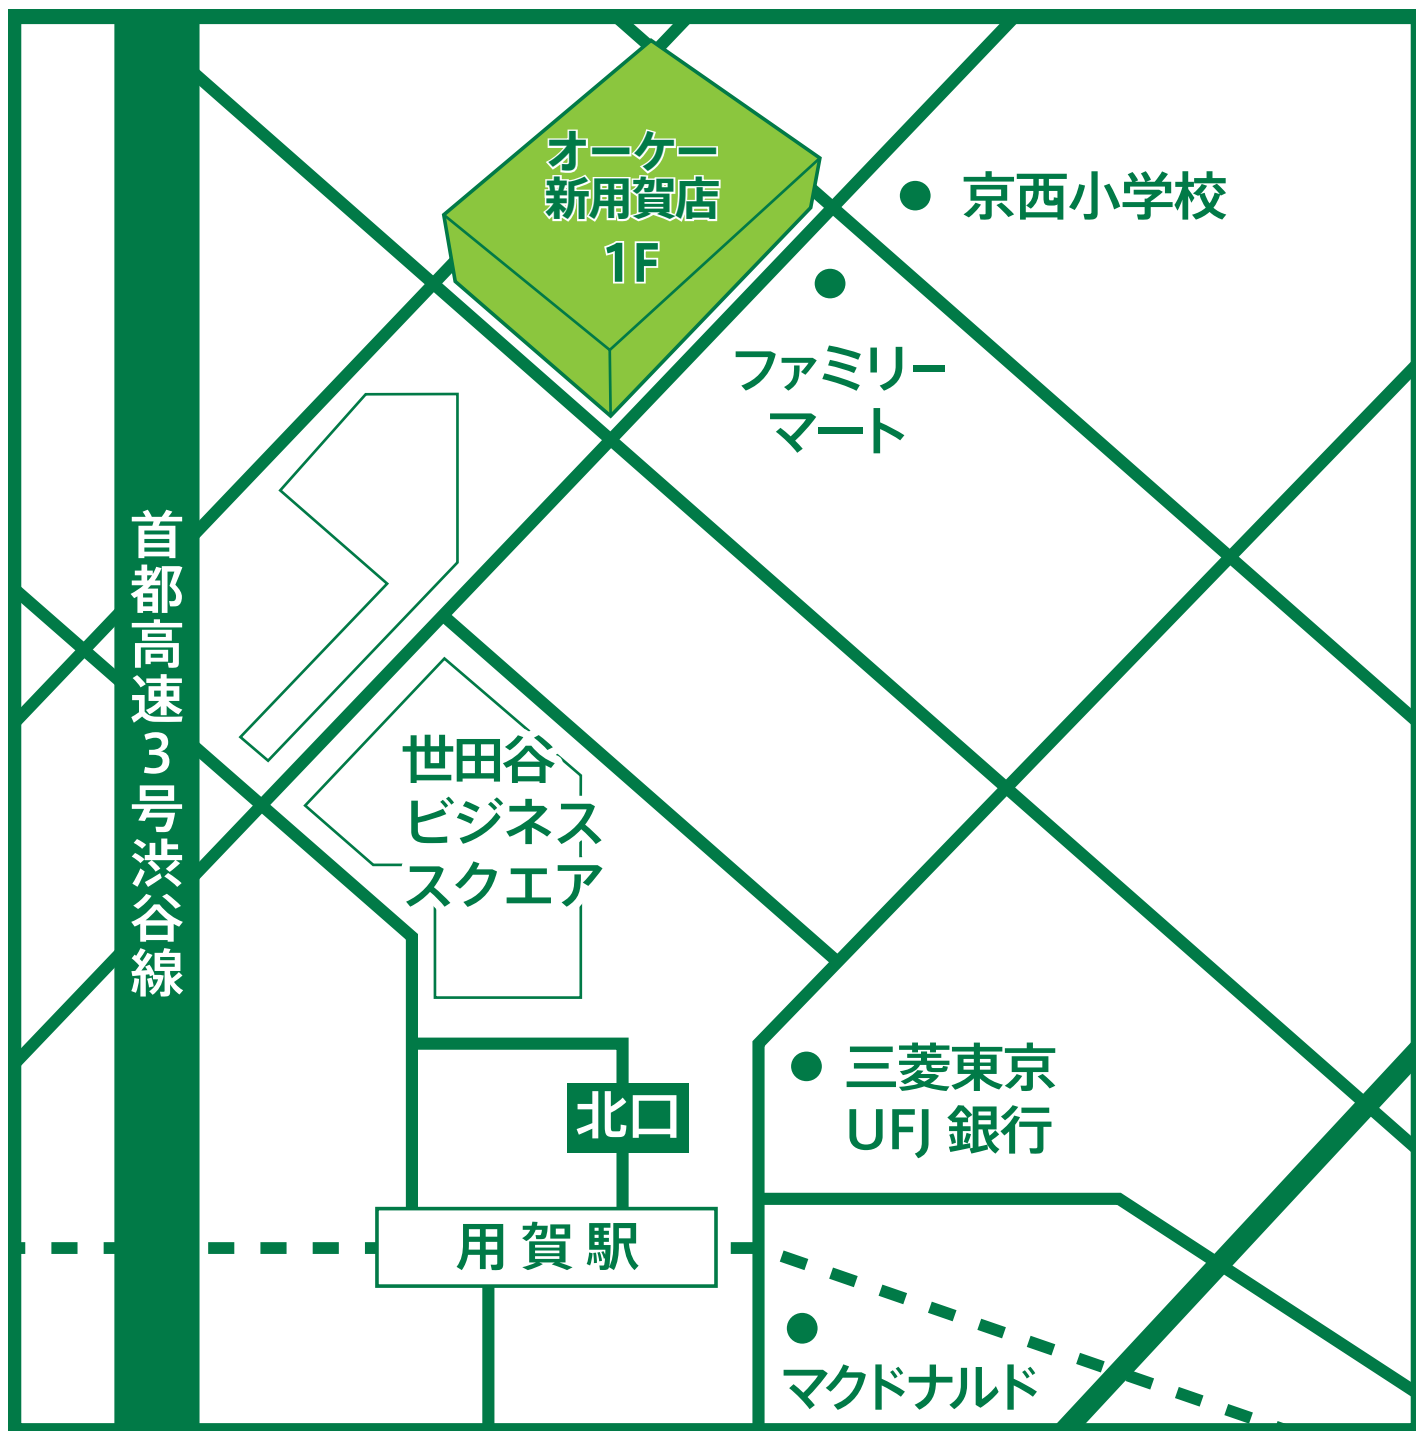 オーケー
新用賀店
1F
京西小学校
ファミリー
マート
首都高速3号渋谷線
世田谷
ビジネス
スクエア
三菱東京
UFJ 銀行
北口
用賀駅
マクドナルド